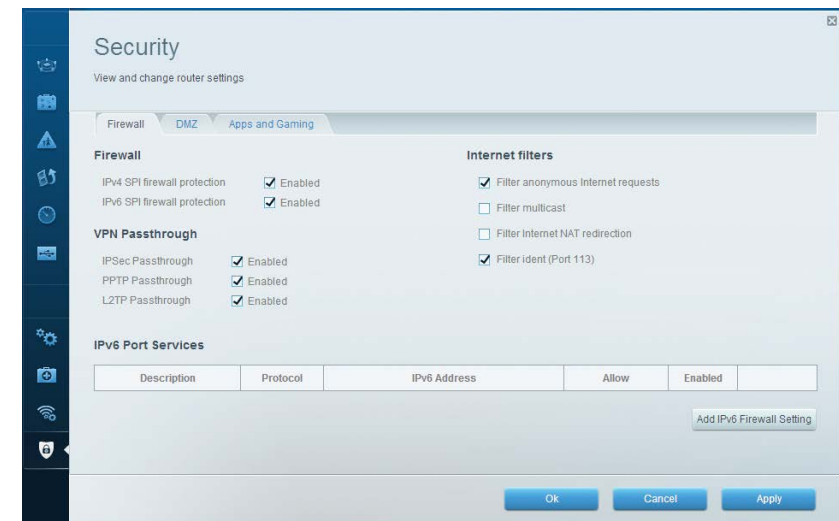 Security
View and change router settings
Firewall DMZ Apps and Gaming
Firewall
IPv4 SPI firewall protection Enabled
IPv6 SPI firewall protection Enabled
VPN Passthrough
IPSec Passthrough Enabled
PPTP Passthrough Enabled
L2TP Passthrough Enabled
Internet filters
Filter anonymous Internet requests
Filter multicast
Filter Internet NAT redirection
Filter ident (Port 113)
IPv6 Port Services
Description Protocol IPv6 Address Allow Enabled
Add IPv6 Firewall Setting
Ok Cancel Apply